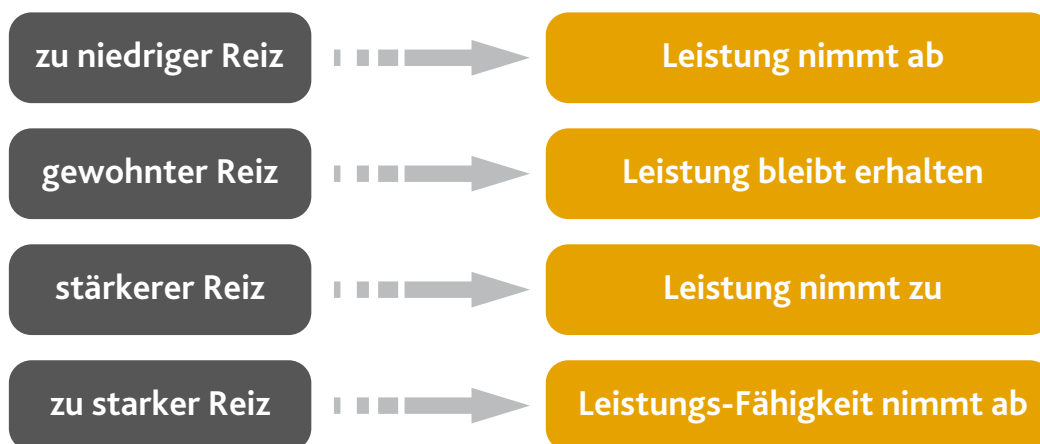 zu niedriger Reiz
Leistung nimmt ab
gewohnter Reiz
Leistung bleibt erhalten
stärkerer Reiz
Leistung nimmt zu
zu starker Reiz
Leistungs-Fähigkeit nimmt ab